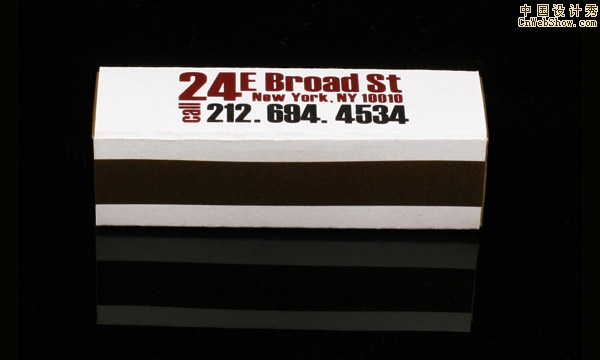 中国设计秀
CnWebShow.com
24E Broad St
New York, NY 10010
call 212. 684. 4534